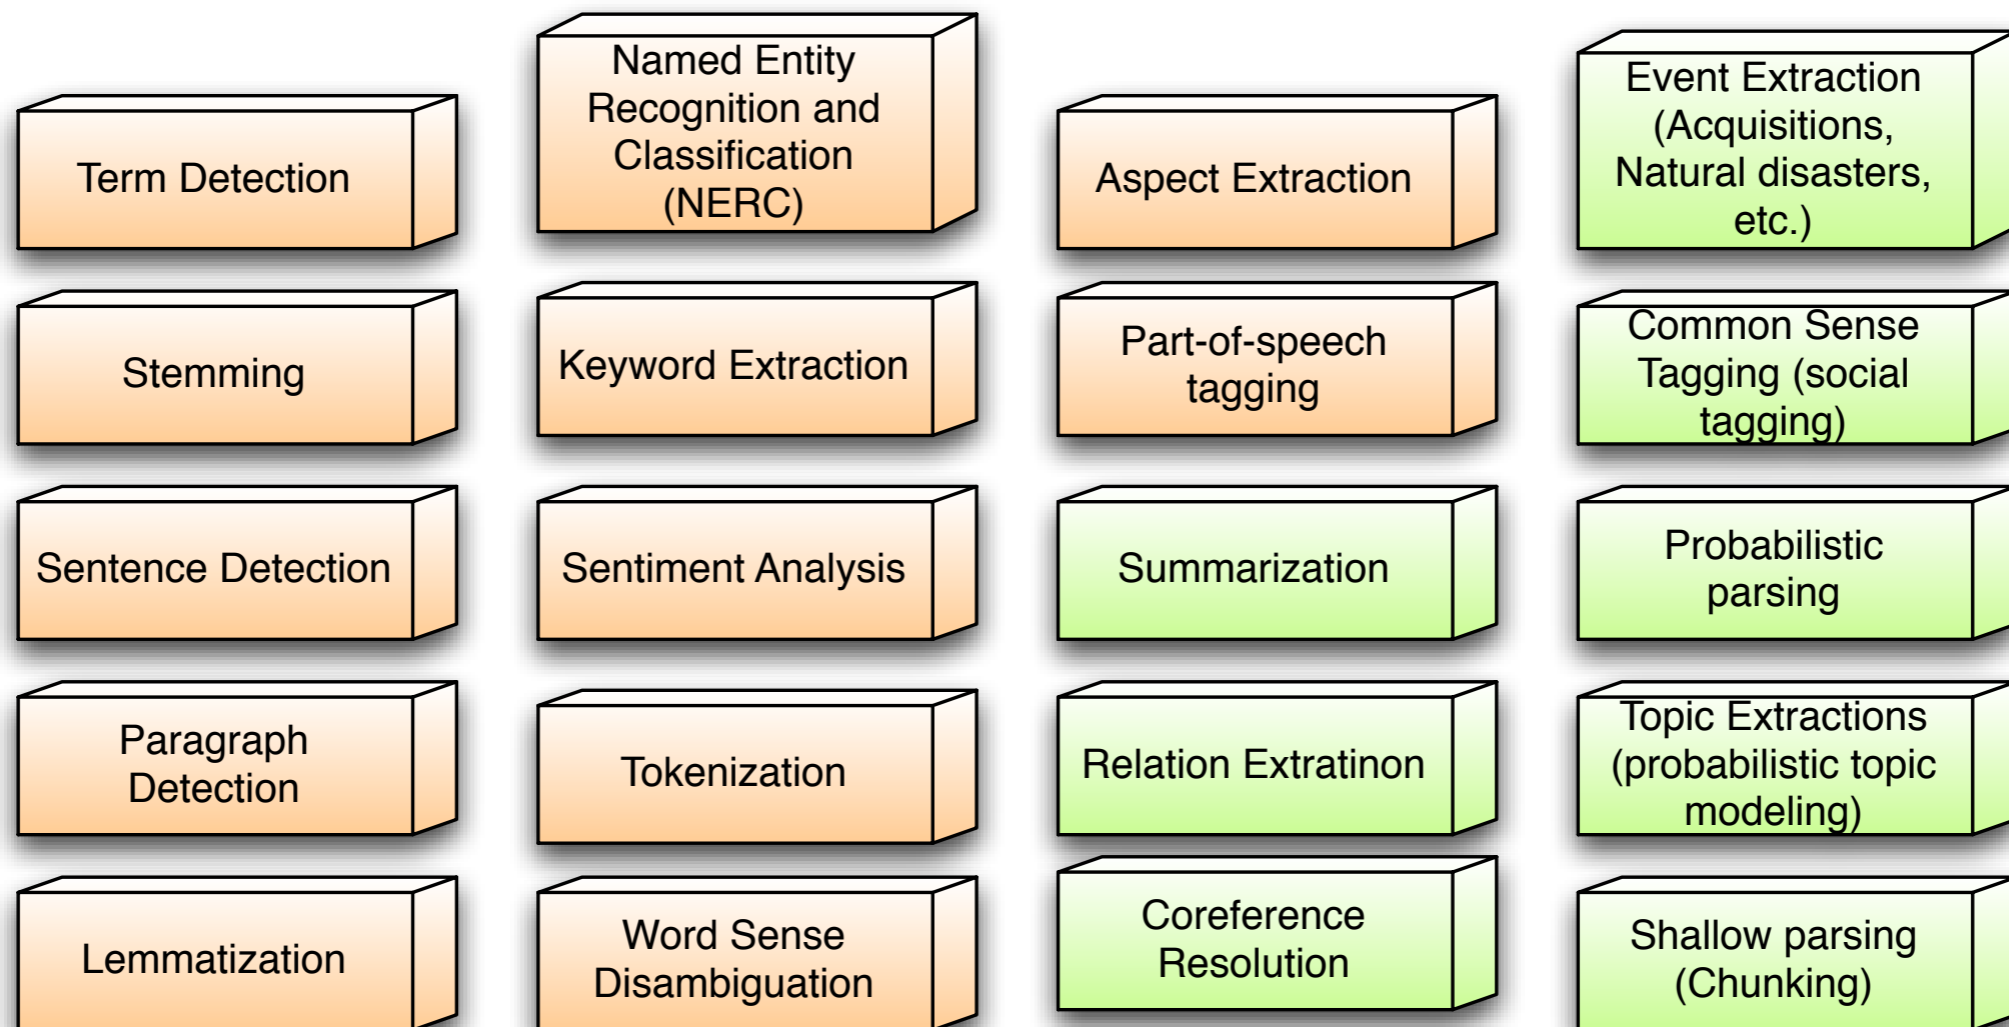 Term Detection
Named Entity
Recognition and
Classification
(NERC)
Aspect Extraction
Event Extraction
(Acquisitions,
Natural disasters,
etc.)
Stemming
Keyword Extraction
Part-of-speech
tagging
Common Sense
Tagging (social
tagging)
Sentence Detection
Sentiment Analysis
Summarization
Probabilistic
parsing
Paragraph
Detection
Tokenization
Relation Extratinon
Topic Extractions
(probabilistic topic
modeling)
Lemmatization
Word Sense
Disambiguation
Coreference
Resolution
Shallow parsing
(Chunking)